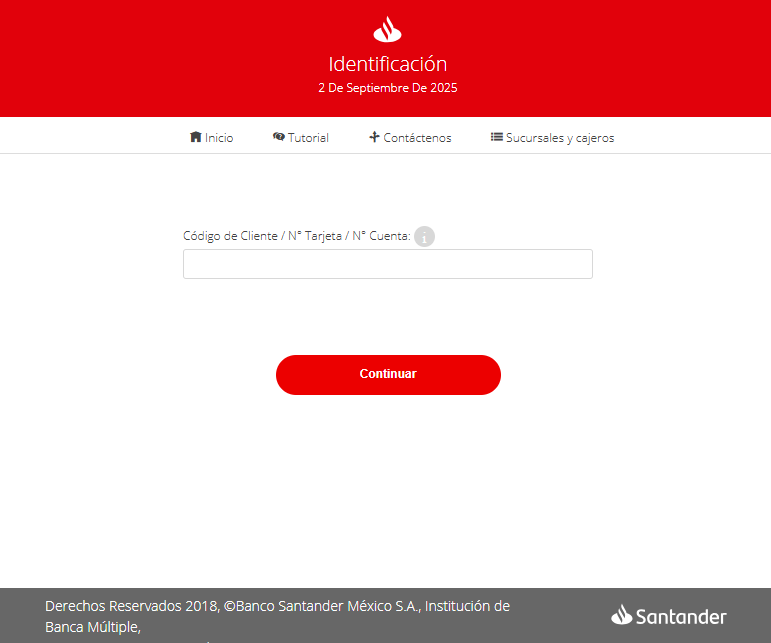 Identificación
2 De Septiembre De 2025
Inicio
Tutorial
Contáctenos
Sucursales y cajeros
Código de Cliente / N° Tarjeta / N° Cuenta: i
Continuar
Derechos Reservados 2018, ©Banco Santander México S.A., Institución de
Banca Múltiple,
Santander